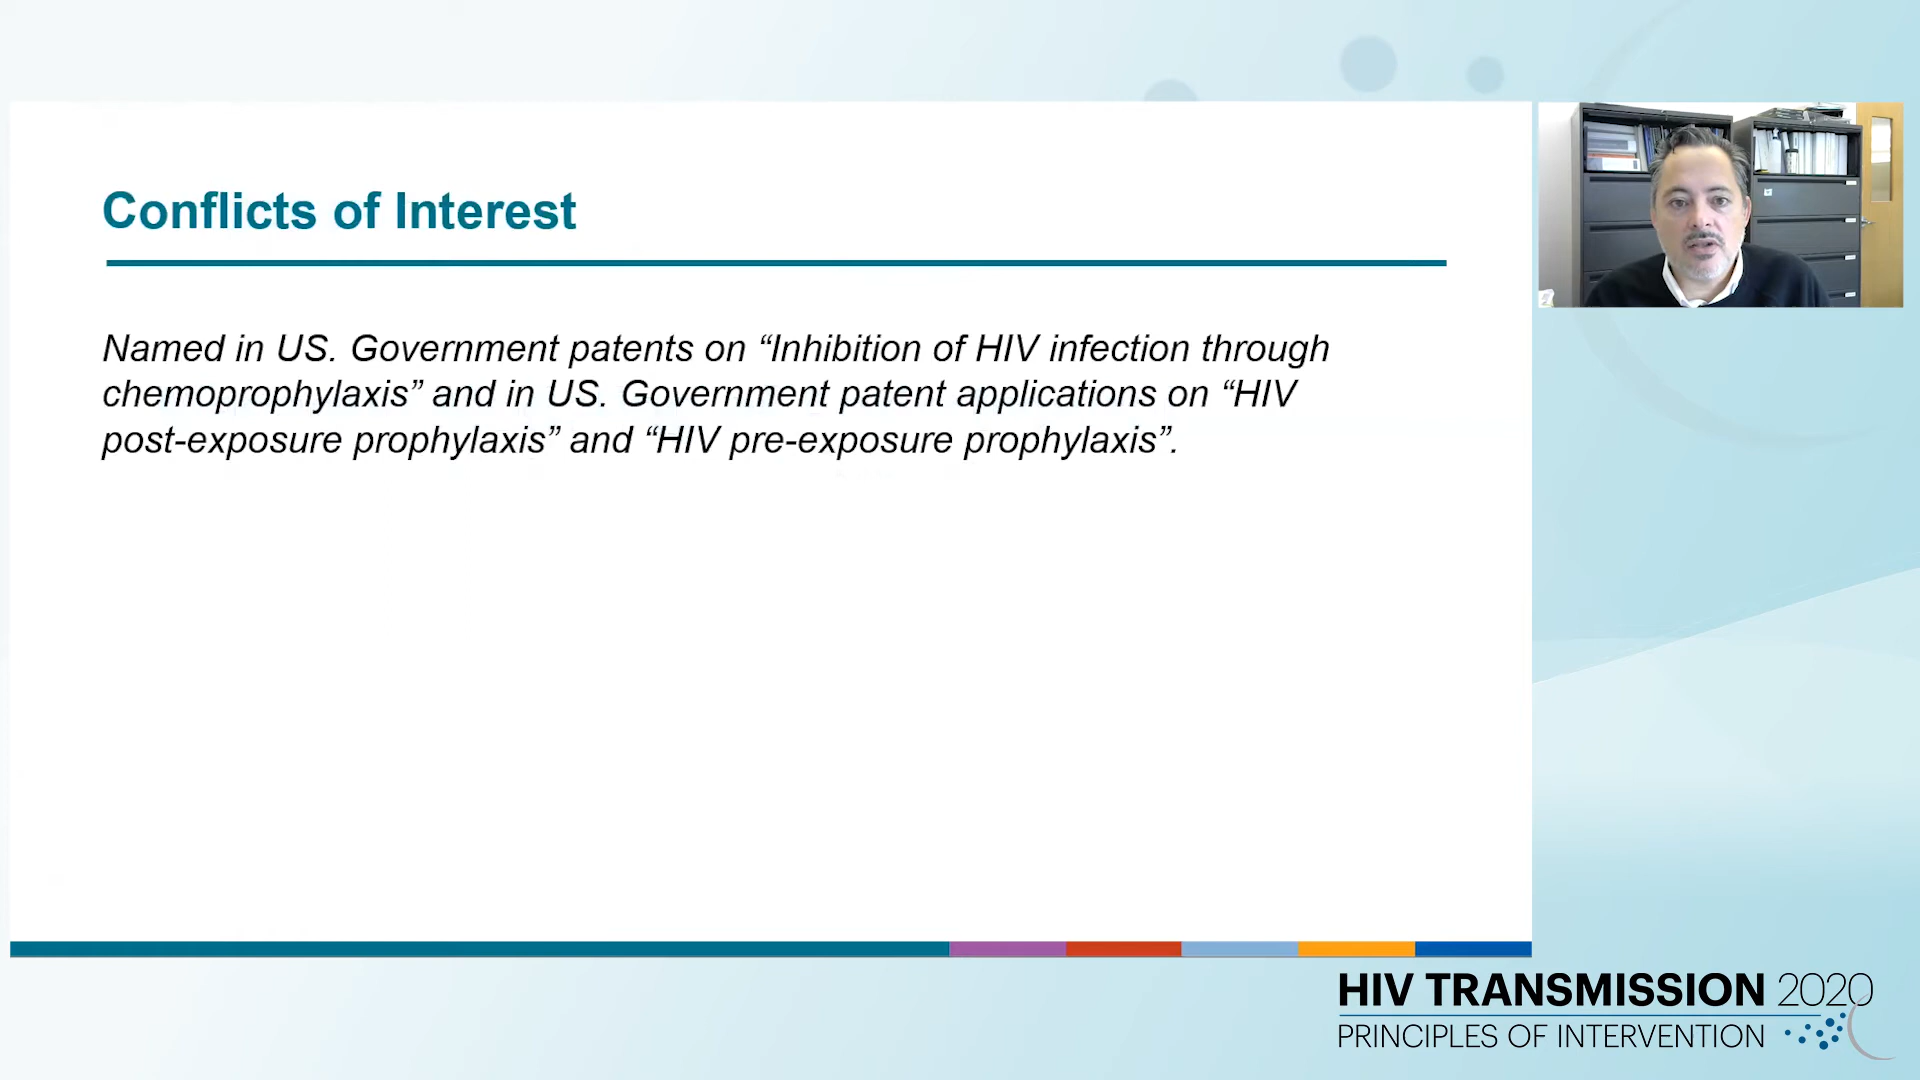 Conflicts of Interest
Named in US. Government patents on “Inhibition of HIV infection through
chemoprophylaxis” and in US. Government patent applications on “HIV
post-exposure prophylaxis” and “HIV pre-exposure prophylaxis”.
HIV TRANSMISSION 2020
PRINCIPLES OF INTERVENTION